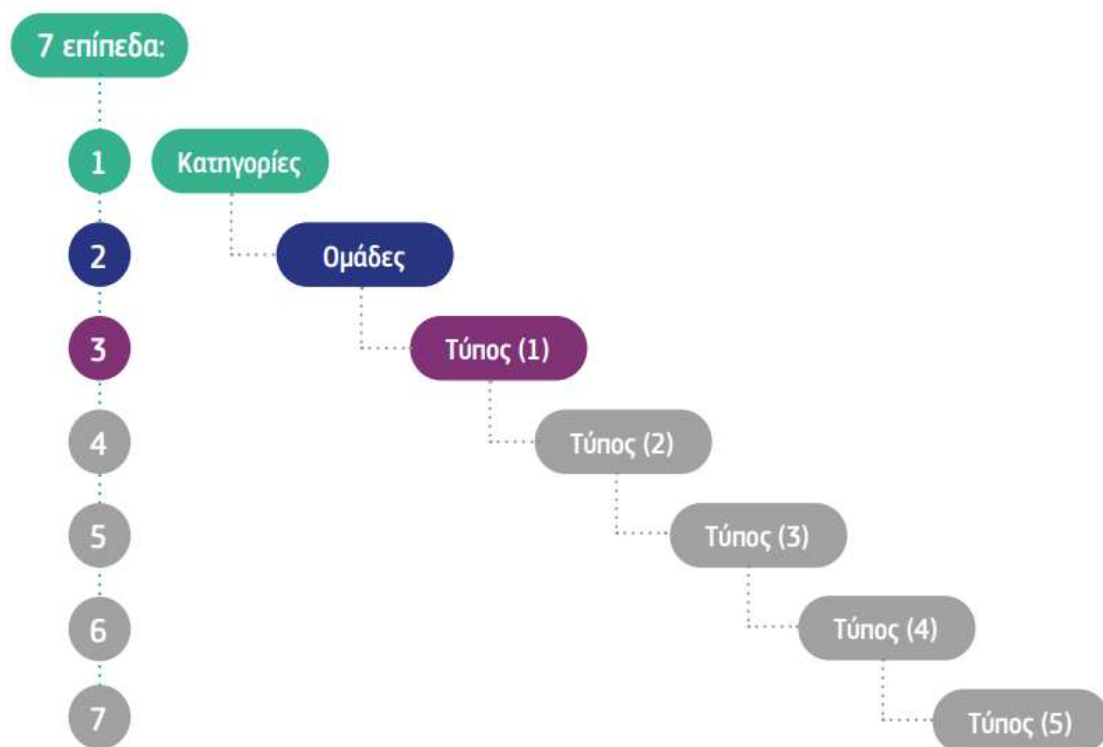 7 επίπεδα:
1 Κατηγορίες
2 Ομάδες
3 Τύπος (1)
4 Τύπος (2)
5 Τύπος (3)
6 Τύπος (4)
7 Τύπος (5)